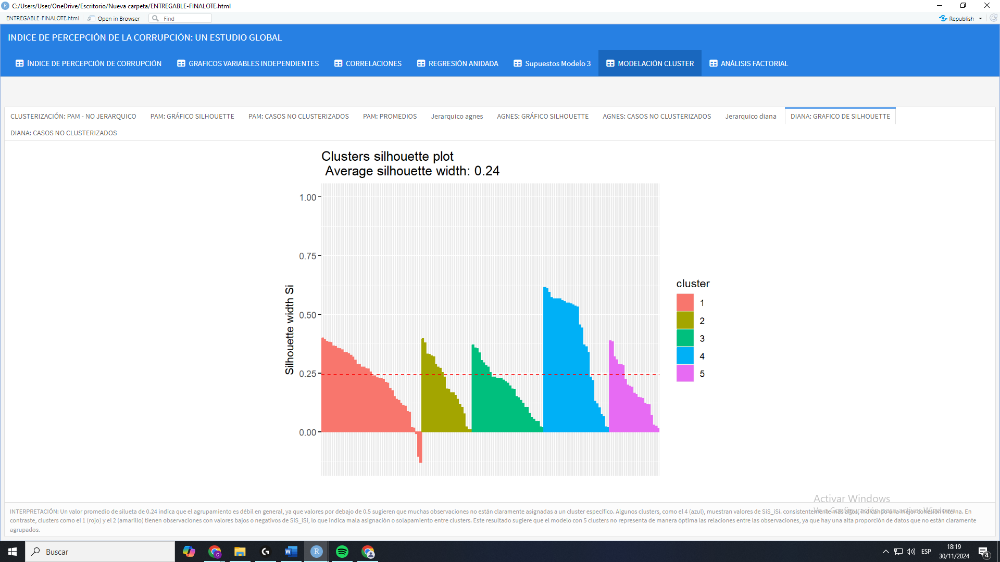 C:/Users/User/OneDrive/Escritorio/Nueva carpeta/ENTREGABLE-FINALOTE.html
ENTREGABLE-FINALOTE.html Open in Browser Find Republish
INDICE DE PERCEPCIÓN DE LA CORRUPCIÓN: UN ESTUDIO GLOBAL
ÍNDICE DE PERCEPCIÓN DE CORRUPCIÓN GRAFICOS VARIABLES INDEPENDIENTES CORRELACIONES REGRESIÓN ANIDADA Supuestos Modelo 3 MODELACIÓN CLUSTER ANÁLISIS FACTORIAL
CLUSTERIZACIÓN: PAM - NO JERARQUICO PAM: GRÁFICO SILHOUETTE PAM: CASOS NO CLUSTERIZADOS PAM: PROMEDIOS Jerarquico agnes AGNES: GRÁFICO SILHOUETTE AGNES: CASOS NO CLUSTERIZADOS Jerarquico diana DIANA: GRAFICO DE SILHOUETTE
DIANA: CASOS NO CLUSTERIZADOS
Clusters silhouette plot
Average silhouette width: 0.24
1.00
0.75
0.50
0.25
0.00
Silhouette width Si
cluster
1
2
3
4
5
Activar Windows
Ve a Configuración para activar Windows.
INTERPRETACIÓN: Un valor promedio de silueta de 0.24 indica que el agrupamiento es débil en general, ya que valores por debajo de 0.5 sugieren que muchas observaciones no están claramente asignadas a un cluster específico. Algunos clusters, como el 4 (azul), muestran valores de SiS_iSi. consistentemente más altos, indicando una mejor cohesión interna. En
contraste, clusters como el 1 (rojo) y el 2 (amarillo) tienen observaciones con valores bajos o negativos de SiS_iSi, lo que indica mala asignación o solapamiento entre clusters. Este resultado sugiere que el modelo con 5 clusters no representa de manera óptima las relaciones entre las observaciones, ya que hay una alta proporción de datos que no están claramente
agrupados.
Buscar
ESP
18:19
30/11/2024
4